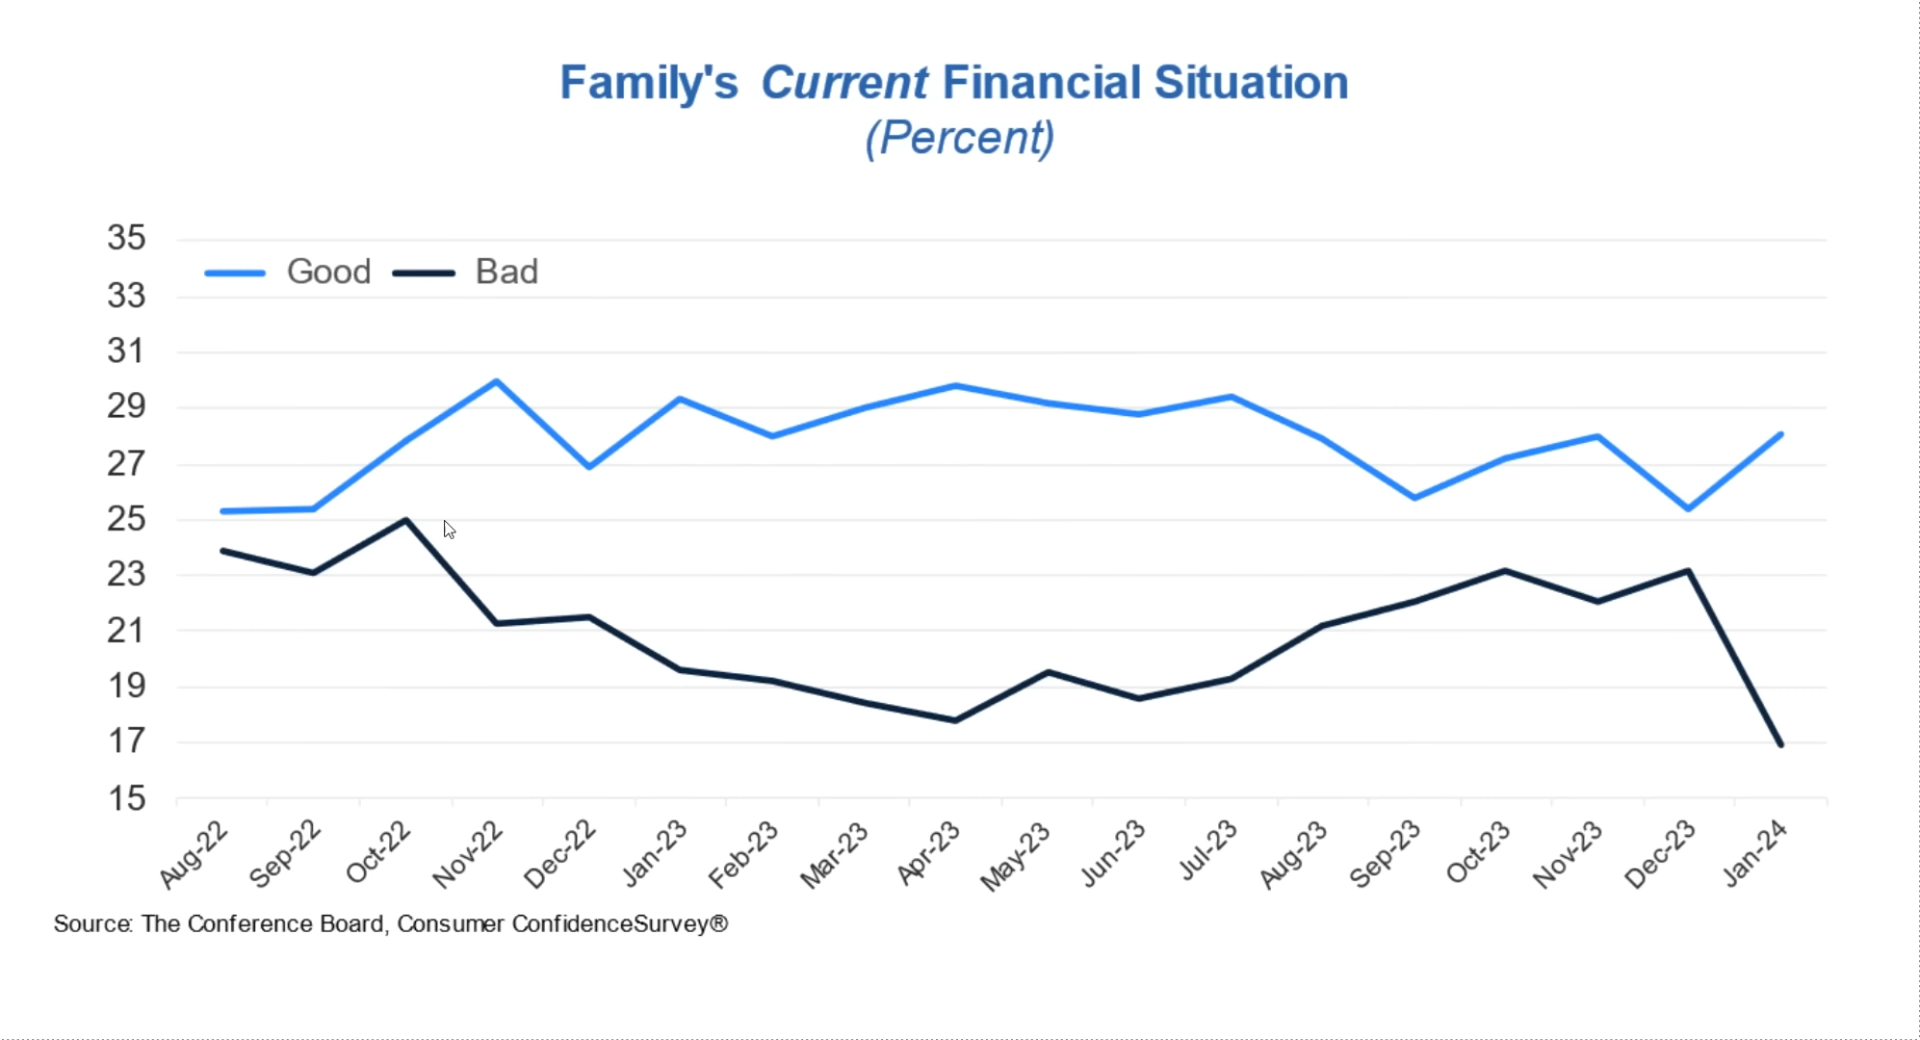 Family's Current Financial Situation
(Percent)
35
Good Bad
33
31
29
27
25
23
21
19
17
15
Aug-22 Sep-22 Oct-22 Nov-22 Dec-22 Jan-23 Feb-23 Mar-23 Apr-23 May-23 Jun-23 Jul-23 Aug-23 Sep-23 Oct-23 Nov-23 Dec-23 Jan-24
Source: The Conference Board, Consumer ConfidenceSurvey®